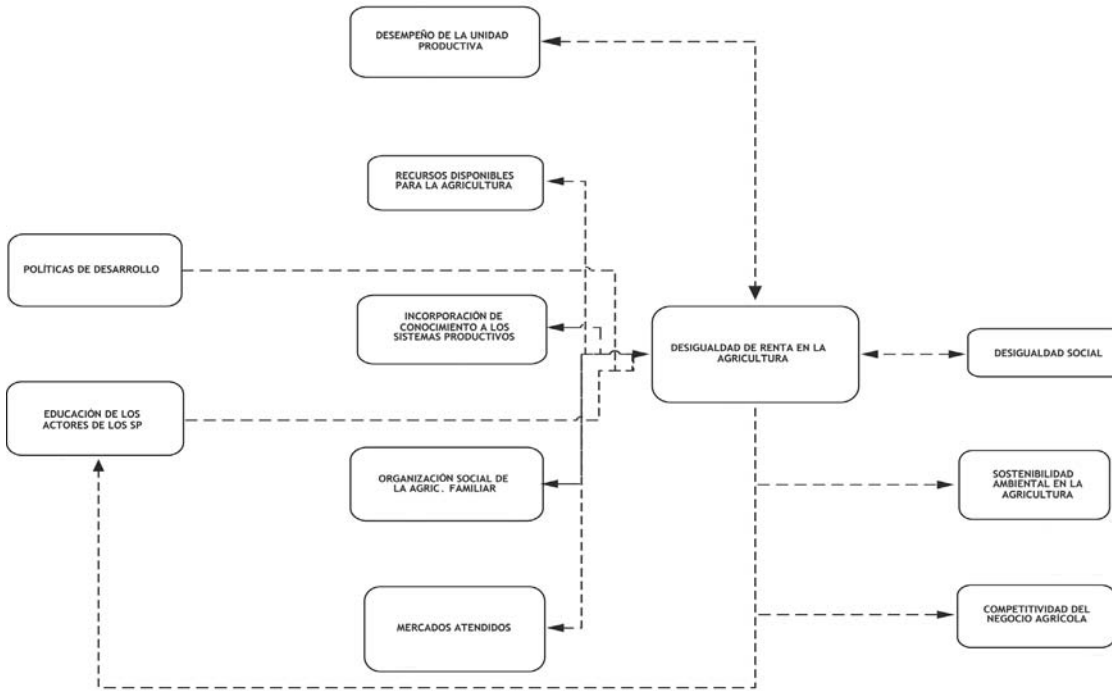 DESEMPEÑO DE LA UNIDAD
PRODUCTIVA
RECURSOS DISPONIBLES
PARA LA AGRICULTURA
POLÍTICAS DE DESARROLLO
INCORPORACIÓN DE
CONOCIMIENTO A LOS
SISTEMAS PRODUCTIVOS
DESIGUALDAD DE RENTA EN LA
AGRICULTURA
DESIGUALDAD SOCIAL
EDUCACIÓN DE LOS
ACTORES DE LOS SP
ORGANIZACIÓN SOCIAL DE
LA AGRIC. FAMILIAR
SOSTENIBILIDAD
AMBIENTAL EN LA
AGRICULTURA
MERCADOS ATENDIDOS
COMPETITIVIDAD DEL
NEGOCIO AGRÍCOLA